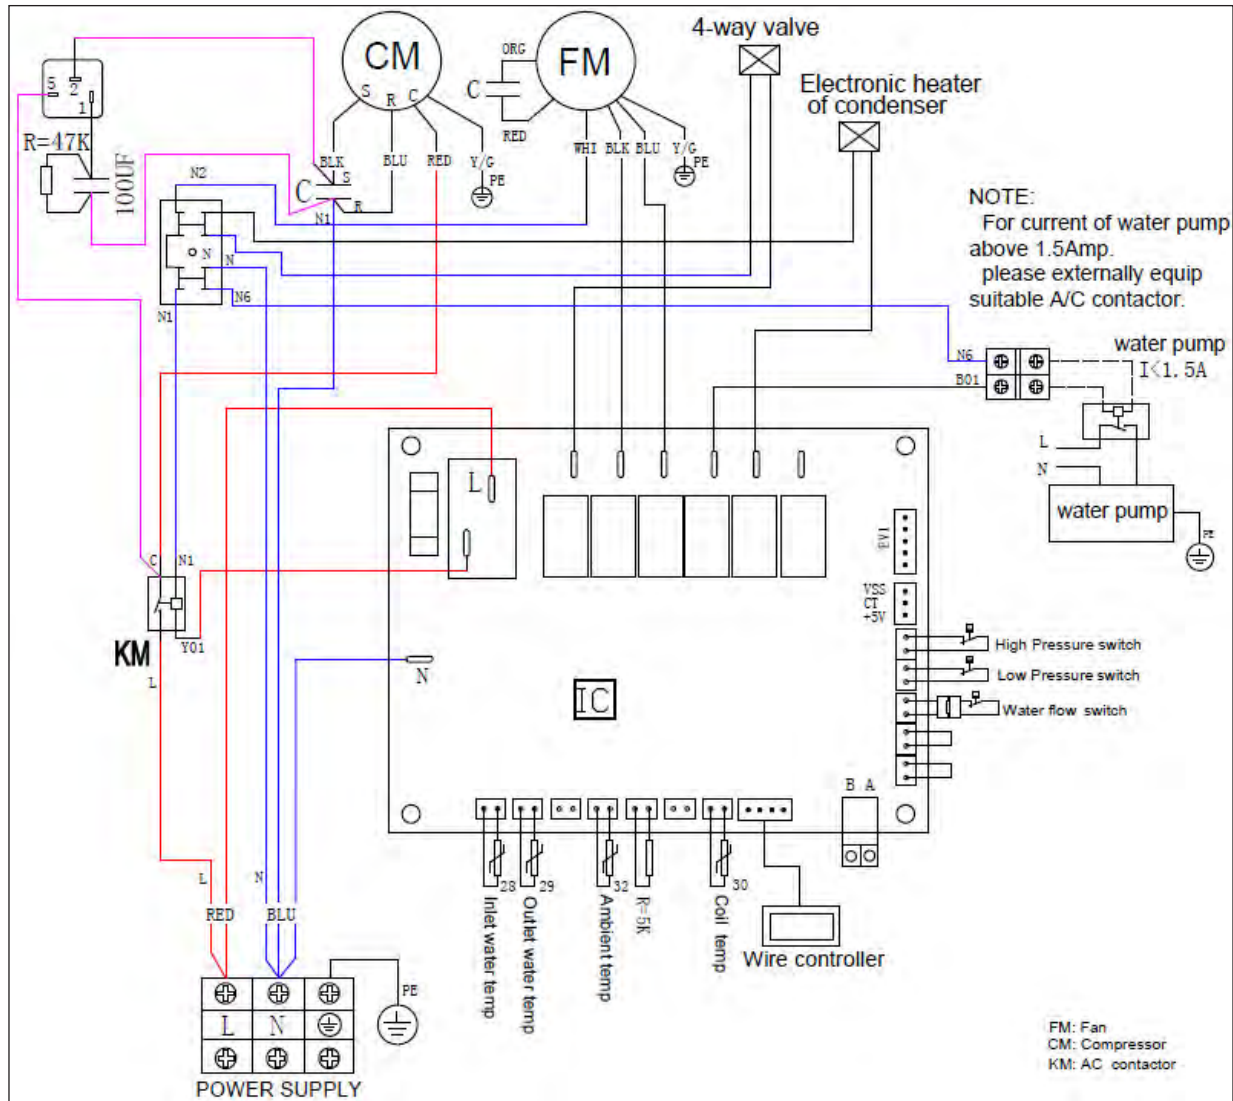 4-way valve
Electronic heater
of condenser
CM
S
R
C
FM
ORG
C
RED
5
2
1
R=47K
100UF
BLK
BLU
RED
Y/G
PE
WHI
BLK
BLU
Y/G
PE
C
S
R
N1
N2
N
N
N6
N1
NOTE:
For current of water pump
above 1.5Amp.
please externally equip
suitable A/C contactor.
water pump
I<1.5A
N6
B01
L
N
water pump
PE
L
EVI
VSS
CT
+5V
High Pressure switch
Low Pressure switch
Water flow switch
C
N1
KM
Y01
L
N
IC
B A
28
29
32
30
Inlet water temp
Outlet water temp
Ambient temp
R=5K
Coil temp
Wire controller
L
N
RED
BLU
PE
L
N
POWER SUPPLY
FM: Fan
CM: Compressor
KM: AC contactor